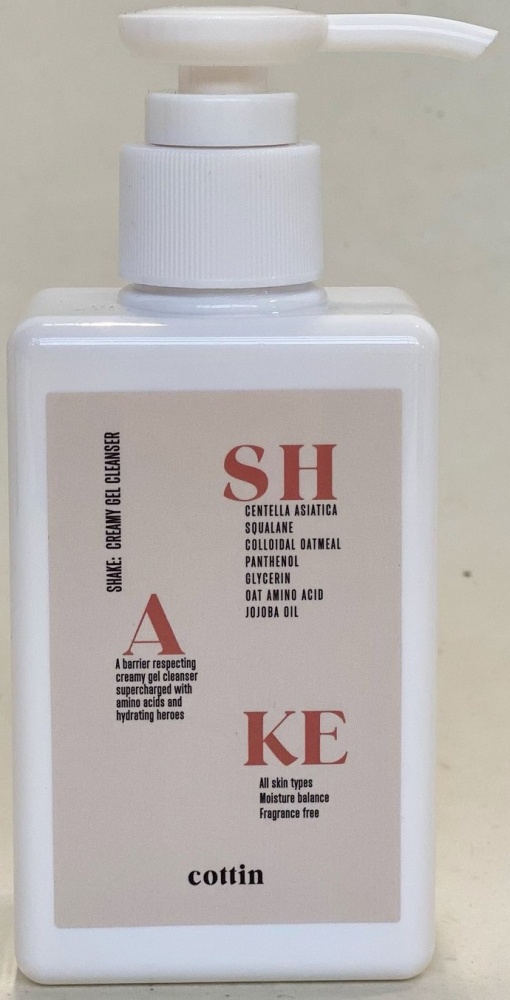 SHAKE: CREAMY GEL CLEANSER
SH
CENTELLA ASIATICA
SQUALANE
COLLOIDAL OATMEAL
PANTHENOL
GLYCERIN
OAT AMINO ACID
JOJOBA OIL
A
A barrier respecting
creamy gel cleanser
supercharged with
amino acids and
hydrating heroes
KE
All skin types
Moisture balance
Fragrance free
cottin